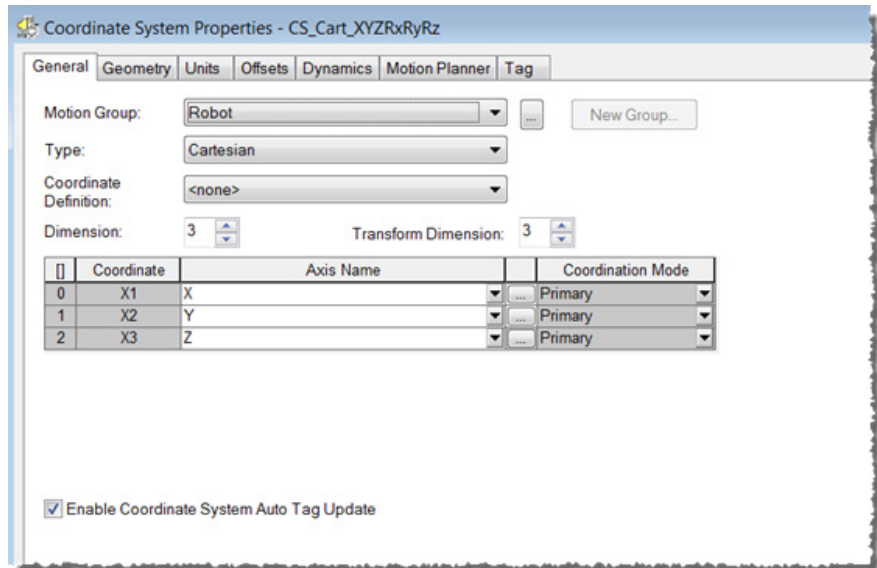 Coordinate System Properties - CS_Cart_XYZRxRyRz
General Geometry Units Offsets Dynamics Motion Planner Tag
Motion Group: Robot ... New Group...
Type: Cartesian
Coordinate Definition: <none>
Dimension: 3 Transform Dimension: 3
[] Coordinate Axis Name Coordination Mode
0 X1 X ... Primary
1 X2 Y ... Primary
2 X3 Z ... Primary
Enable Coordinate System Auto Tag Update